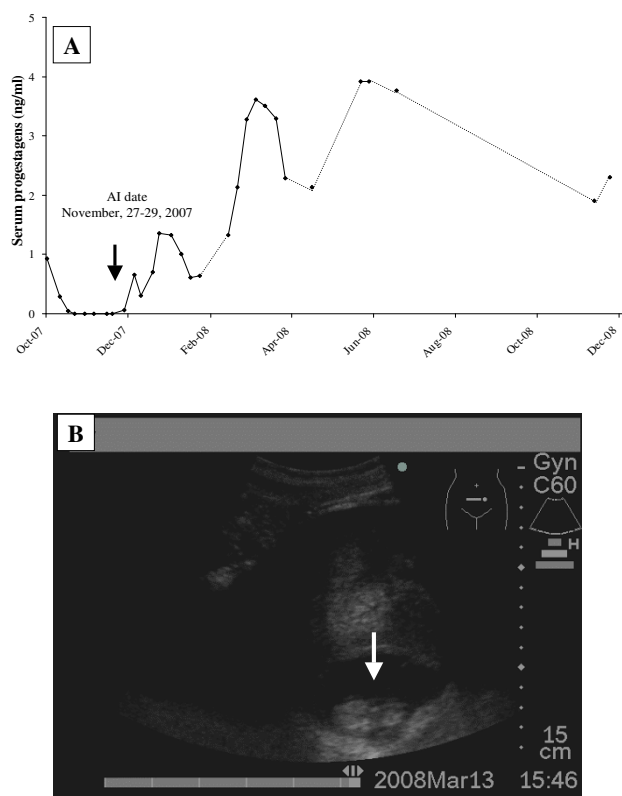 5
A
4
3
2
1
0
Serum progestagens (ng/ml)
AI date
November, 27-29, 2007
Oct-07
Dec-07
Feb-08
Apr-08
Jun-08
Aug-08
Oct-08
Dec-08
B
Gyn
C60
H
15
cm
2008Mar13 15:46